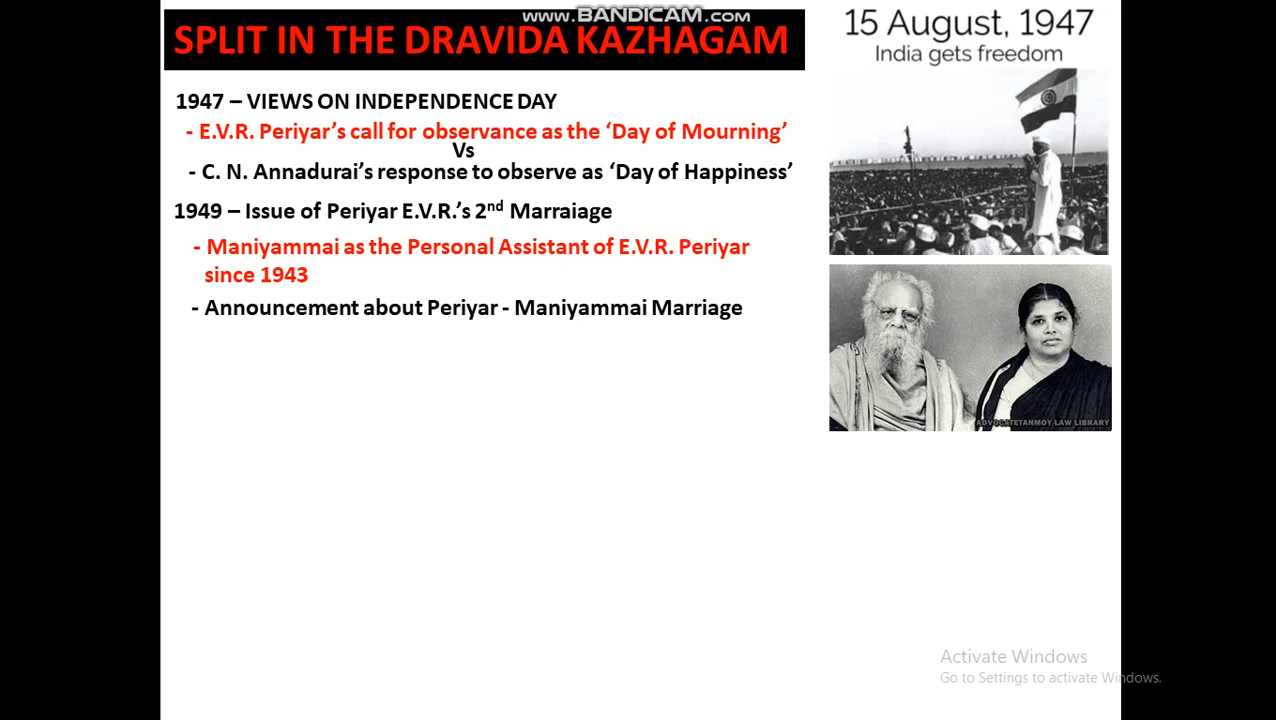 www.BANDICAM.com
SPLIT IN THE DRAVIDA KAZHAGAM
1947 – VIEWS ON INDEPENDENCE DAY
- E.V.R. Periyar’s call for observance as the ‘Day of Mourning’
Vs
- C. N. Annadurai’s response to observe as ‘Day of Happiness’
1949 – Issue of Periyar E.V.R.’s 2nd Marraiage
- Maniyammai as the Personal Assistant of E.V.R. Periyar
since 1943
- Announcement about Periyar - Maniyammai Marriage
15 August, 1947
India gets freedom
ADVOCATETANMOY LAW LIBRARY
Activate Windows
Go to Settings to activate Windows.